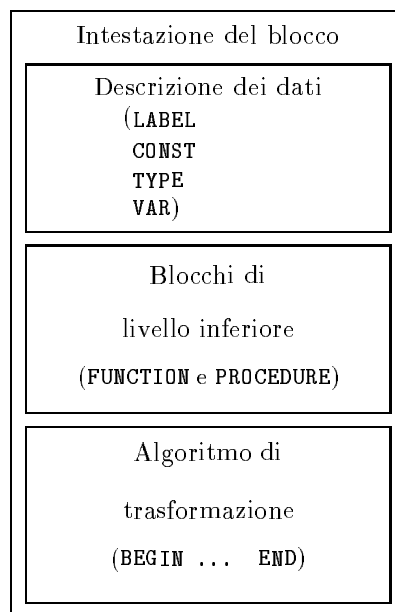 Intestazione del blocco
Descrizione dei dati
(LABEL
CONST
TYPE
VAR)
Blocchi di
livello inferiore
(FUNCTION e PROCEDURE)
Algoritmo di
trasformazione
(BEGIN ... END)